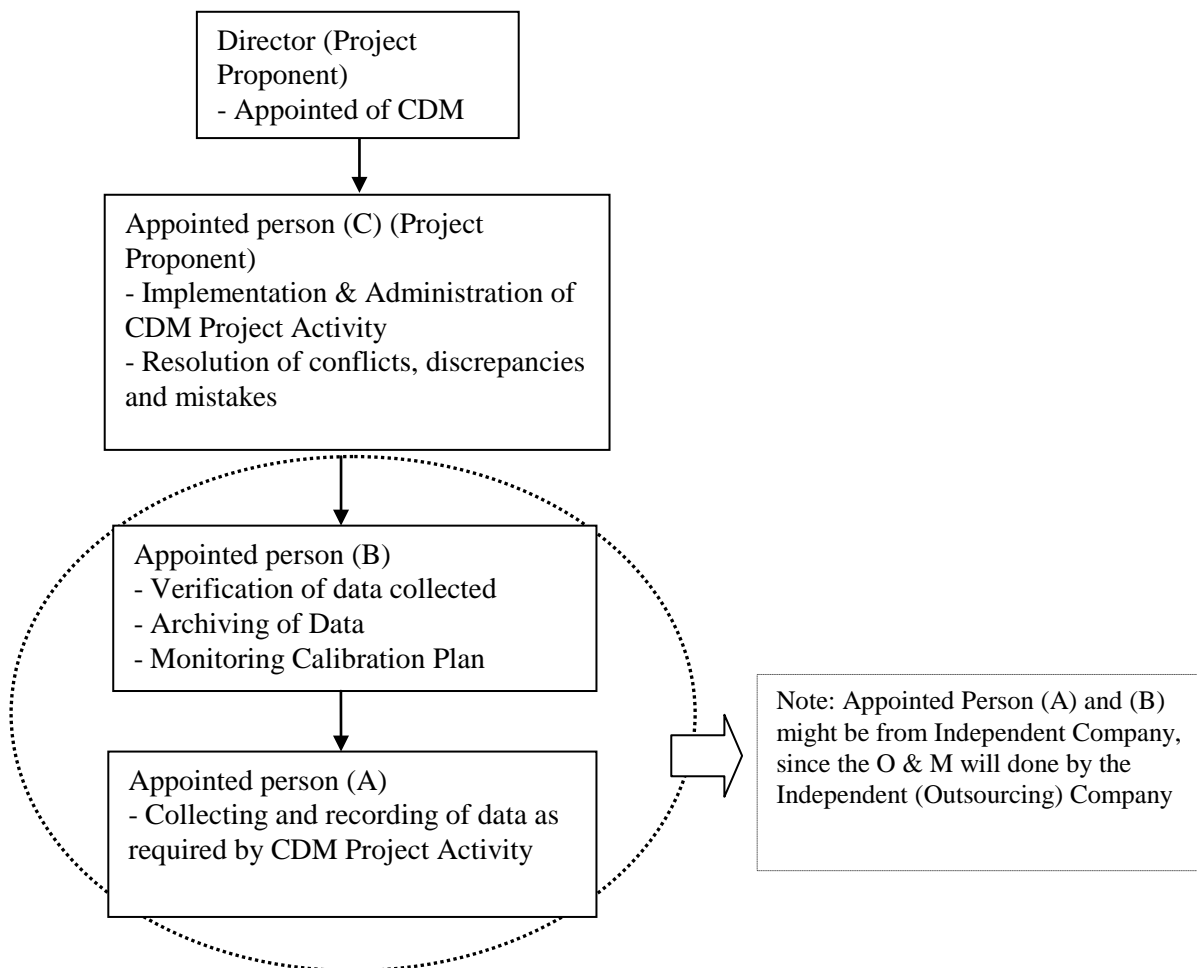 Director (Project
Proponent)
- Appointed of CDM
Appointed person (C) (Project
Proponent)
- Implementation & Administration of
CDM Project Activity
- Resolution of conflicts, discrepancies
and mistakes
Appointed person (B)
- Verification of data collected
- Archiving of Data
- Monitoring Calibration Plan
Appointed person (A)
- Collecting and recording of data as
required by CDM Project Activity
Note: Appointed Person (A) and (B)
might be from Independent Company,
since the O & M will done by the
Independent (Outsourcing) Company